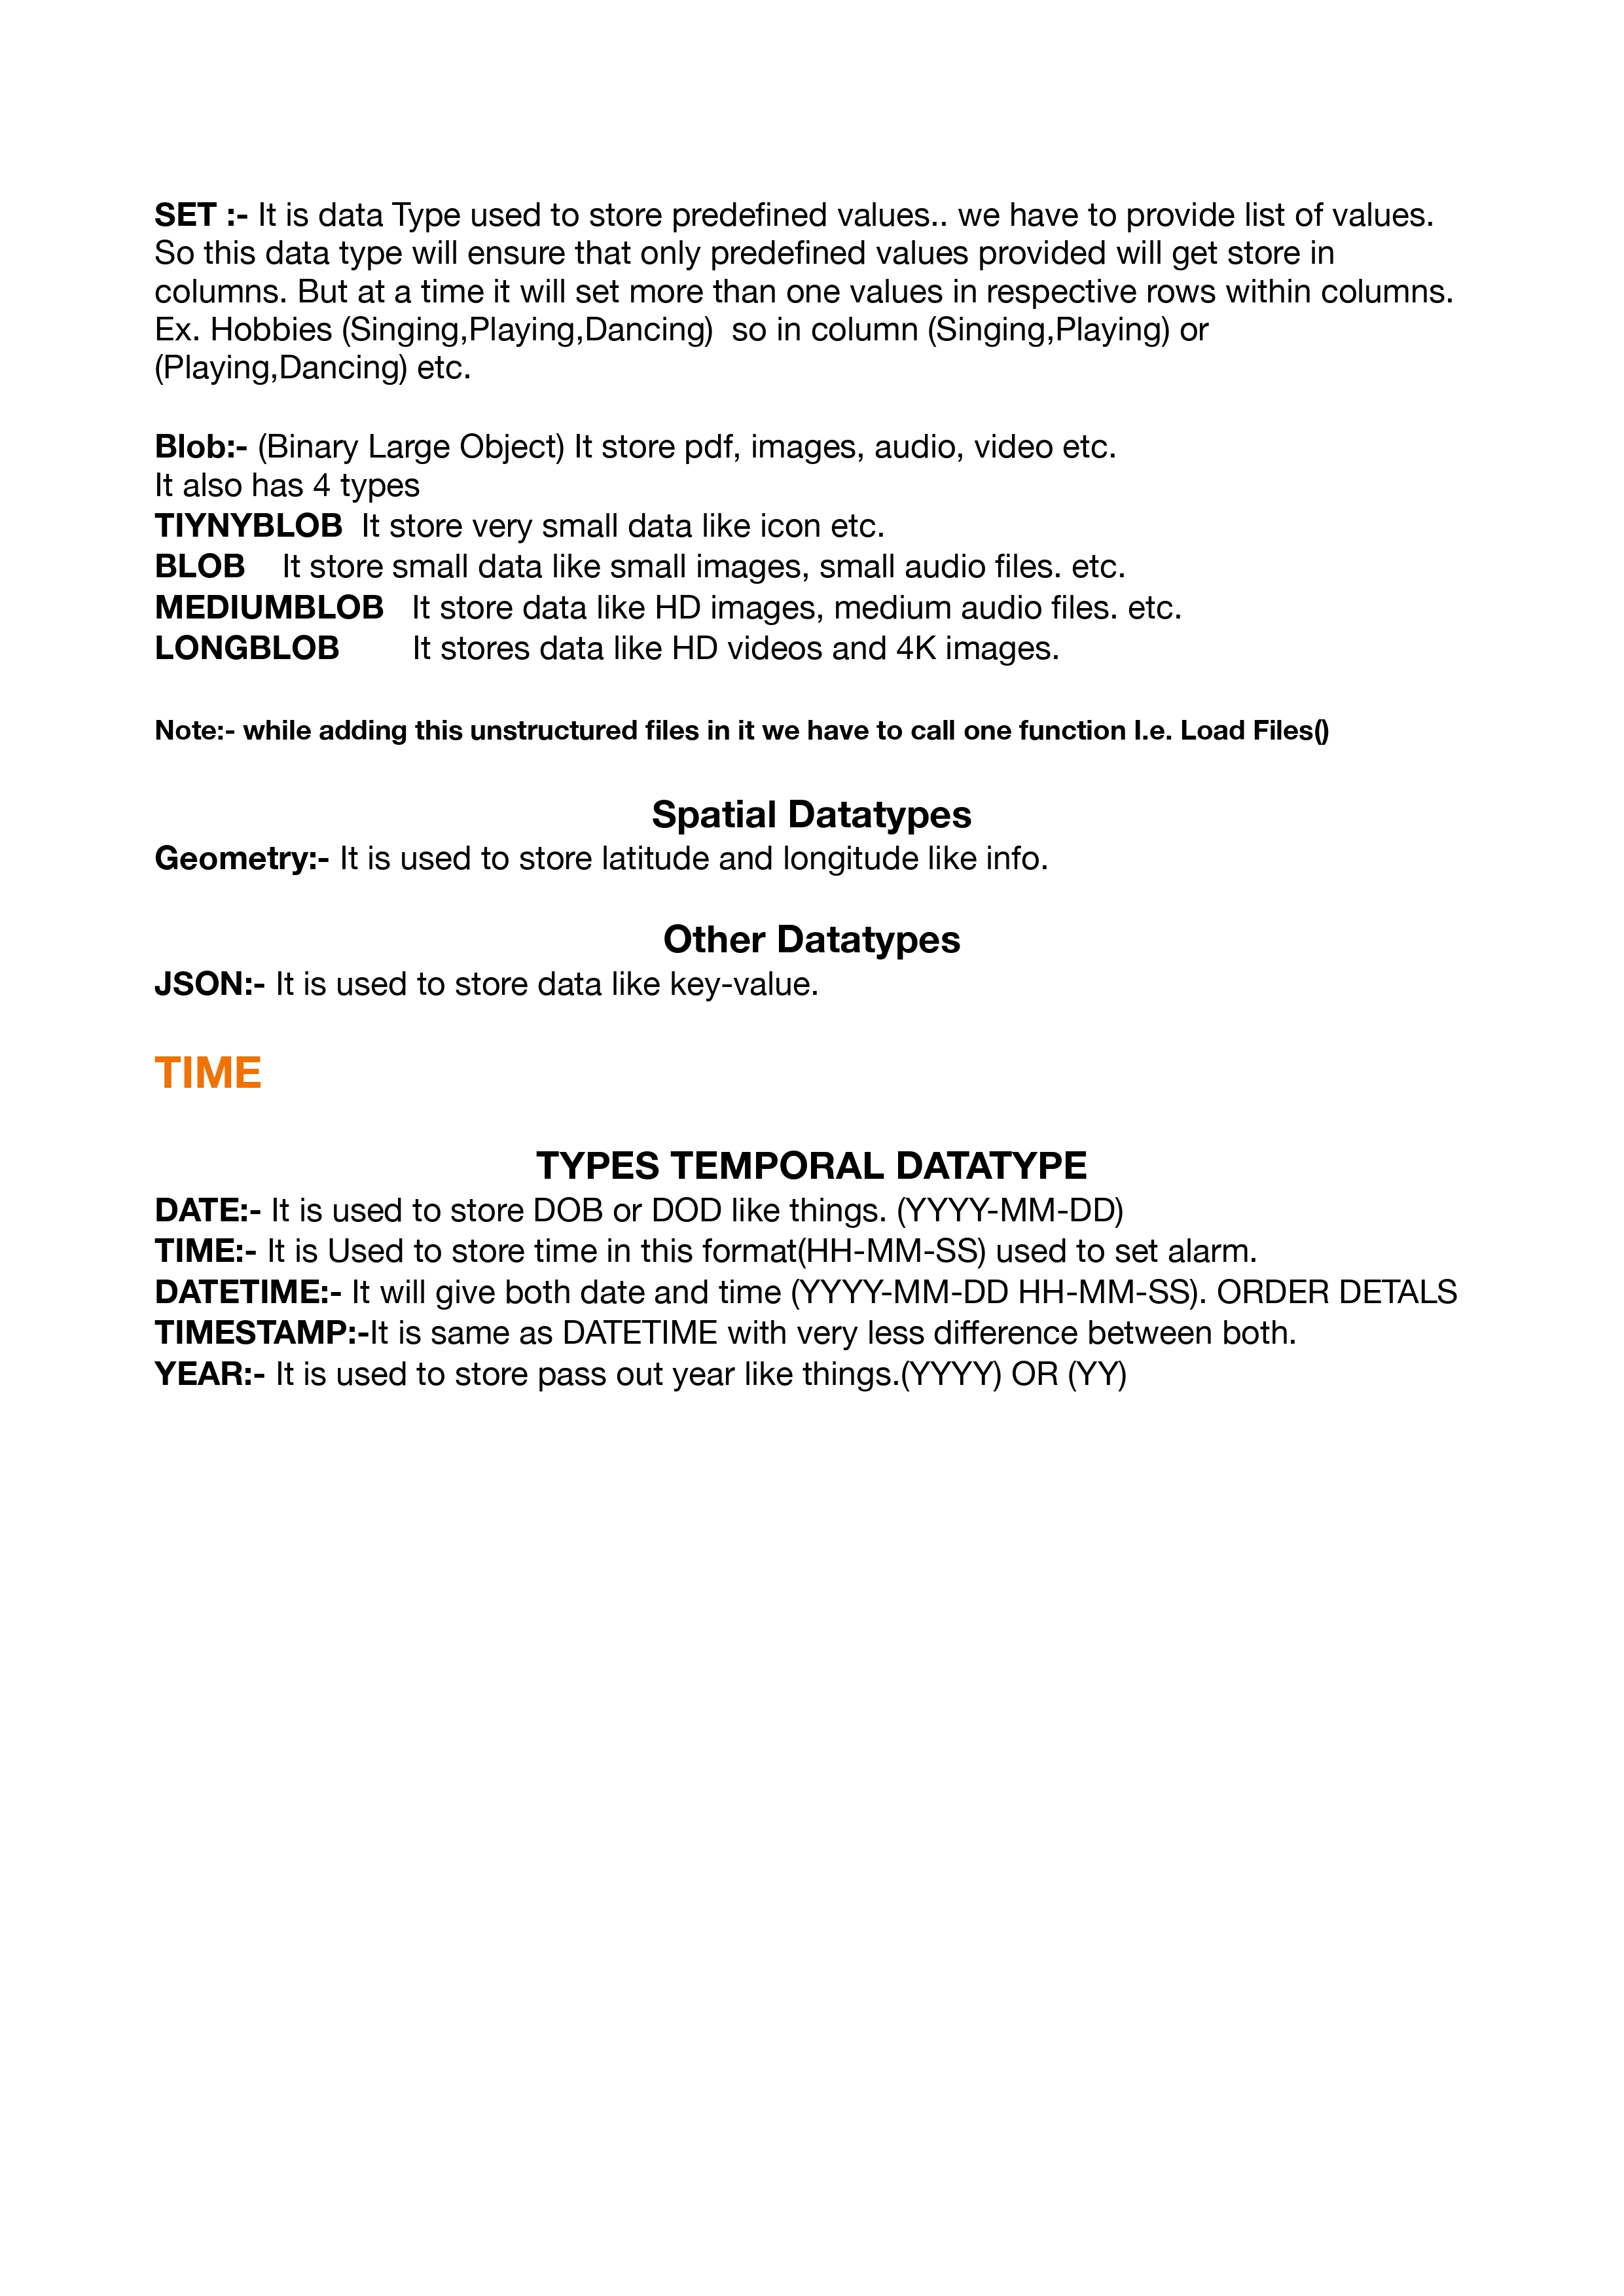 SET :- It is data Type used to store predefined values.. we have to provide list of values.
So this data type will ensure that only predefined values provided will get store in
columns. But at a time it will set more than one values in respective rows within columns.
Ex. Hobbies (Singing,Playing,Dancing)  so in column (Singing,Playing) or
(Playing,Dancing) etc.
Blob:- (Binary Large Object) It store pdf, images, audio, video etc.
It also has 4 types
TIYNYBLOB  It store very small data like icon etc.
BLOB    It store small data like small images, small audio files. etc.
MEDIUMBLOB   It store data like HD images, medium audio files. etc.
LONGBLOB        It stores data like HD videos and 4K images.
Note:- while adding this unstructured files in it we have to call one function I.e. Load Files()
Spatial Datatypes
Geometry:- It is used to store latitude and longitude like info.
Other Datatypes
JSON:- It is used to store data like key-value.
TIME
TYPES TEMPORAL DATATYPE
DATE:- It is used to store DOB or DOD like things. (YYYY-MM-DD)
TIME:- It is Used to store time in this format(HH-MM-SS) used to set alarm.
DATETIME:- It will give both date and time (YYYY-MM-DD HH-MM-SS). ORDER DETALS
TIMESTAMP:-It is same as DATETIME with very less difference between both.
YEAR:- It is used to store pass out year like things.(YYYY) OR (YY)